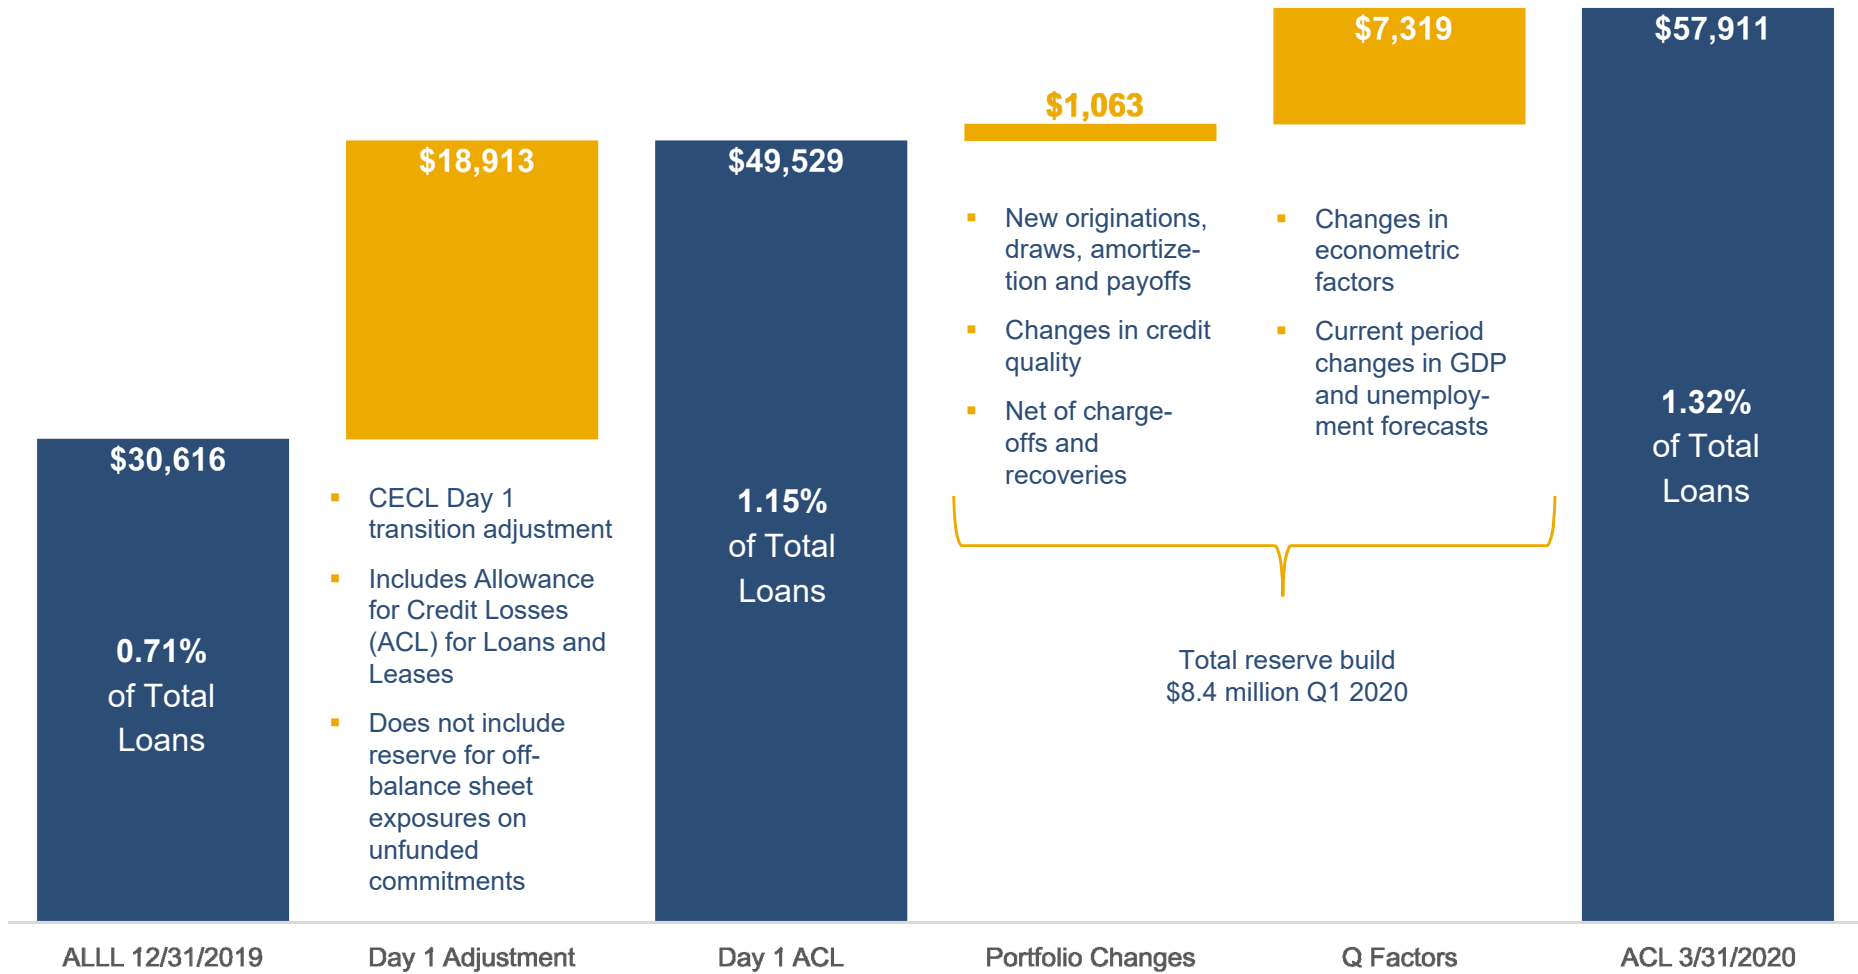 $30,616
0.71%
of Total
Loans
$18,913
▪ CECL Day 1
transition adjustment
▪ Includes Allowance
for Credit Losses
(ACL) for Loans and
Leases
▪ Does not include
reserve for off-
balance sheet
exposures on
unfunded
commitments
$49,529
1.15%
of Total
Loans
$1,063
▪ New originations,
draws, amortize-
tion and payoffs
▪ Changes in credit
quality
▪ Net of charge-
offs and
recoveries
$7,319
▪ Changes in
econometric
factors
▪ Current period
changes in GDP
and unemploy-
ment forecasts
Total reserve build
$8.4 million Q1 2020
$57,911
1.32%
of Total
Loans
ALLL 12/31/2019
Day 1 Adjustment
Day 1 ACL
Portfolio Changes
Q Factors
ACL 3/31/2020